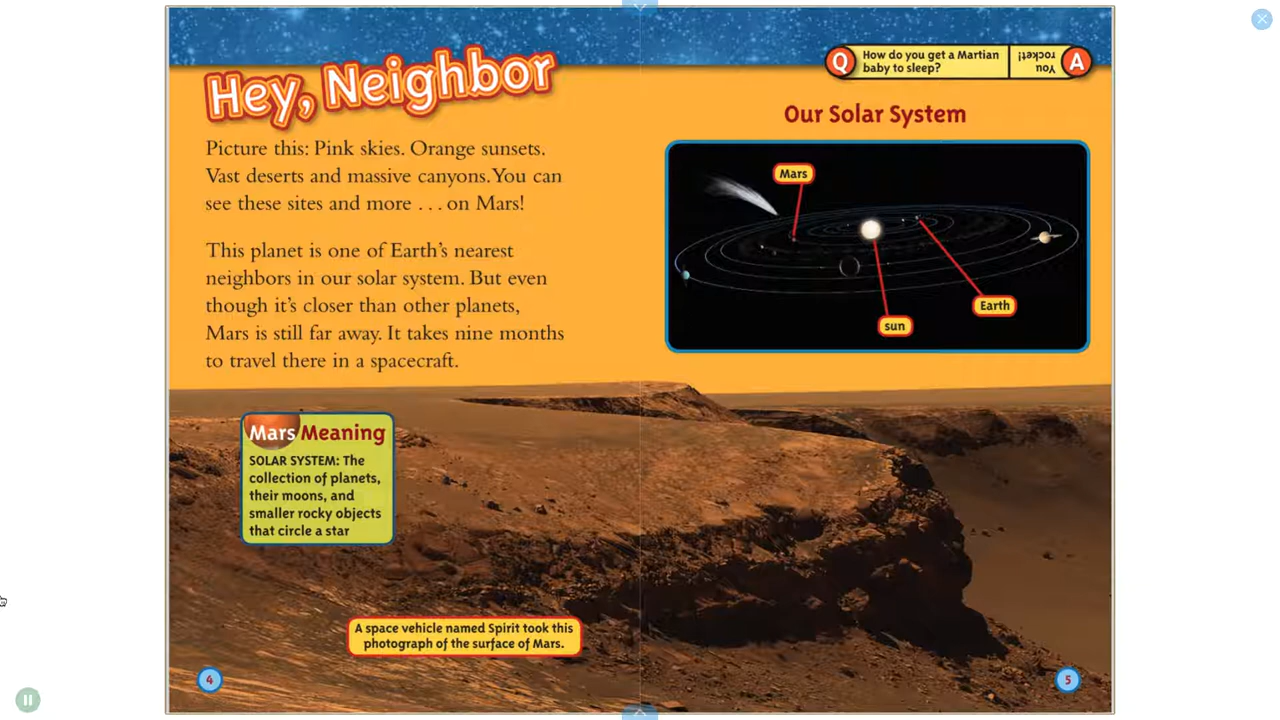 Hey, Neighbor
Picture this: Pink skies. Orange sunsets.
Vast deserts and massive canyons. You can
see these sites and more . . . on Mars!
This planet is one of Earth's nearest
neighbors in our solar system. But even
though it's closer than other planets,
Mars is still far away. It takes nine months
to travel there in a spacecraft.
Mars Meaning
SOLAR SYSTEM: The
collection of planets,
their moons, and
smaller rocky objects
that circle a star
A space vehicle named Spirit took this
photograph of the surface of Mars.
4
Q
How do you get a Martian
baby to sleep?
You
rocket!
A
Our Solar System
Mars
Earth
sun
5